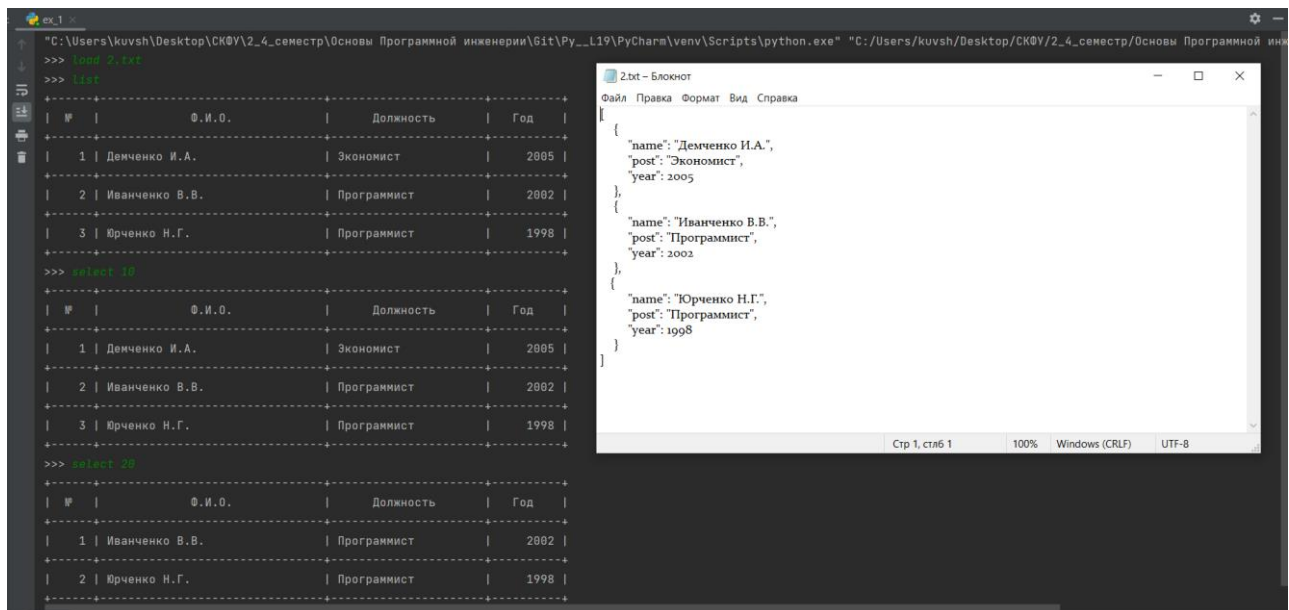 ex_1
"C:\Users\kuvsh\Desktop\СКФУ\2_4_семестр\Основы Программной инженерии\Git\Py__L19\PyCharm\venv\Scripts\python.exe" "C:/Users/kuvsh/Desktop/СКФУ/2_4_семестр/Основы Программной инж
>>> load 2.txt
>>> list
+------+--------------------------------+----------------------+----------+
| № | Ф.И.О. | Должность | Год |
+------+--------------------------------+----------------------+----------+
| 1 | Демченко И.А. | Экономист | 2005 |
+------+--------------------------------+----------------------+----------+
| 2 | Иванченко В.В. | Программист | 2002 |
+------+--------------------------------+----------------------+----------+
| 3 | Юрченко Н.Г. | Программист | 1998 |
+------+--------------------------------+----------------------+----------+
>>> select 10
+------+--------------------------------+----------------------+----------+
| № | Ф.И.О. | Должность | Год |
+------+--------------------------------+----------------------+----------+
| 1 | Демченко И.А. | Экономист | 2005 |
+------+--------------------------------+----------------------+----------+
| 2 | Иванченко В.В. | Программист | 2002 |
+------+--------------------------------+----------------------+----------+
| 3 | Юрченко Н.Г. | Программист | 1998 |
+------+--------------------------------+----------------------+----------+
>>> select 20
+------+--------------------------------+----------------------+----------+
| № | Ф.И.О. | Должность | Год |
+------+--------------------------------+----------------------+----------+
| 1 | Иванченко В.В. | Программист | 2002 |
+------+--------------------------------+----------------------+----------+
| 2 | Юрченко Н.Г. | Программист | 1998 |
+------+--------------------------------+----------------------+----------+
2.txt – Блокнот
Файл Правка Формат Вид Справка
[
{
"name": "Демченко И.А.",
"post": "Экономист",
"year": 2005
},
{
"name": "Иванченко В.В.",
"post": "Программист",
"year": 2002
},
{
"name": "Юрченко Н.Г.",
"post": "Программист",
"year": 1998
}
]
Стр 1, стлб 1 100% Windows (CRLF) UTF-8